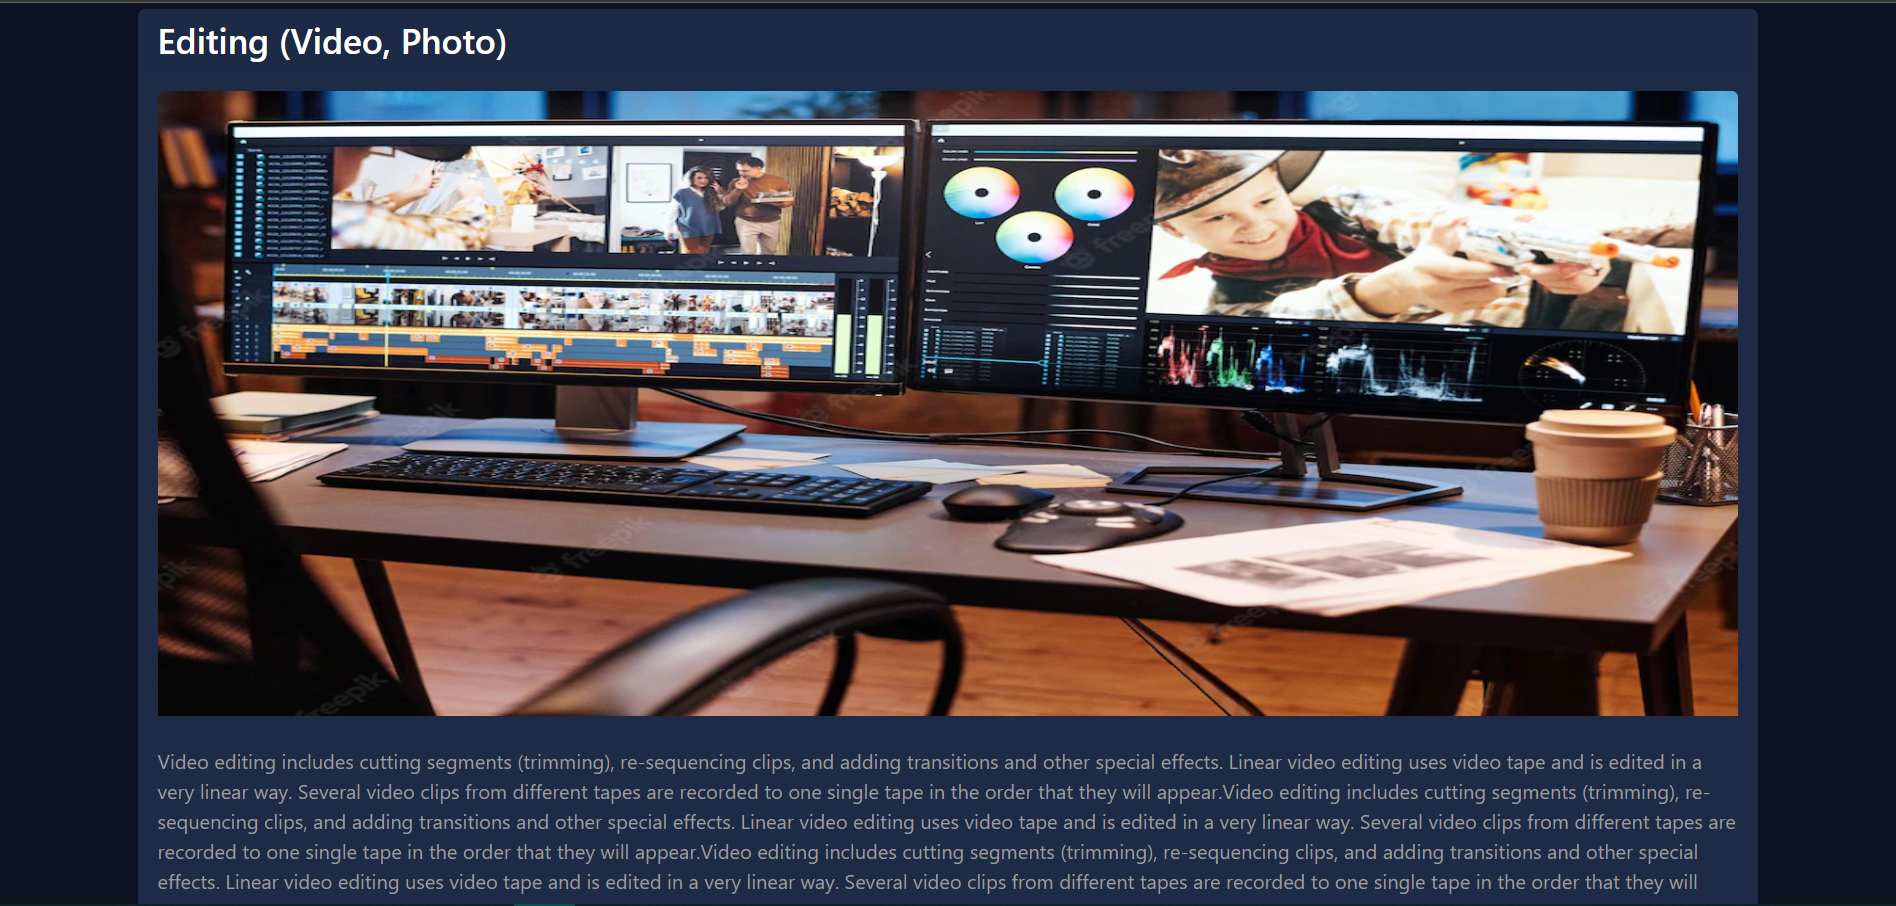 Editing (Video, Photo)
freepik
freepik
freepik
freepik
freepik
Video editing includes cutting segments (trimming), re-sequencing clips, and adding transitions and other special effects. Linear video editing uses video tape and is edited in a
very linear way. Several video clips from different tapes are recorded to one single tape in the order that they will appear.Video editing includes cutting segments (trimming), re-
sequencing clips, and adding transitions and other special effects. Linear video editing uses video tape and is edited in a very linear way. Several video clips from different tapes are
recorded to one single tape in the order that they will appear.Video editing includes cutting segments (trimming), re-sequencing clips, and adding transitions and other special
effects. Linear video editing uses video tape and is edited in a very linear way. Several video clips from different tapes are recorded to one single tape in the order that they will